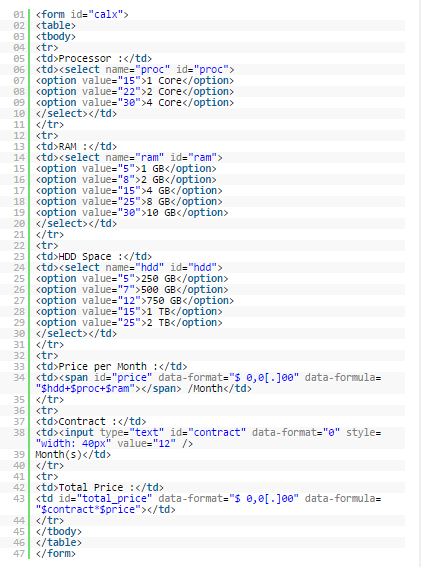 01 <form id="calx">
02 <table>
03 <tbody>
04 <tr>
05 <td>Processor :</td>
06 <td><select name="proc" id="proc">
07 <option value="15">1 Core</option>
08 <option value="22">2 Core</option>
09 <option value="30">4 Core</option>
10 </select></td>
11 </tr>
12 <tr>
13 <td>RAM :</td>
14 <td><select name="ram" id="ram">
15 <option value="5">1 GB</option>
16 <option value="8">2 GB</option>
17 <option value="15">4 GB</option>
18 <option value="25">8 GB</option>
19 <option value="30">10 GB</option>
20 </select></td>
21 </tr>
22 <tr>
23 <td>HDD Space :</td>
24 <td><select name="hdd" id="hdd">
25 <option value="5">250 GB</option>
26 <option value="7">500 GB</option>
27 <option value="12">750 GB</option>
28 <option value="15">1 TB</option>
29 <option value="25">2 TB</option>
30 </select></td>
31 </tr>
32 <tr>
33 <td>Price per Month :</td>
34 <td><span id="price" data-format="$ 0,0[.]00" data-formula=
"$hdd+$proc+$ram"></span> /Month</td>
35 </tr>
36 <tr>
37 <td>Contract :</td>
38 <td><input type="text" id="contract" data-format="0" style=
"width: 40px" value="12" />
39 Month(s)</td>
40 </tr>
41 <tr>
42 <td>Total Price :</td>
43 <td id="total_price" data-format="$ 0,0[.]00" data-formula=
"$contract*$price"></td>
44 </tr>
45 </tbody>
46 </table>
47 </form>